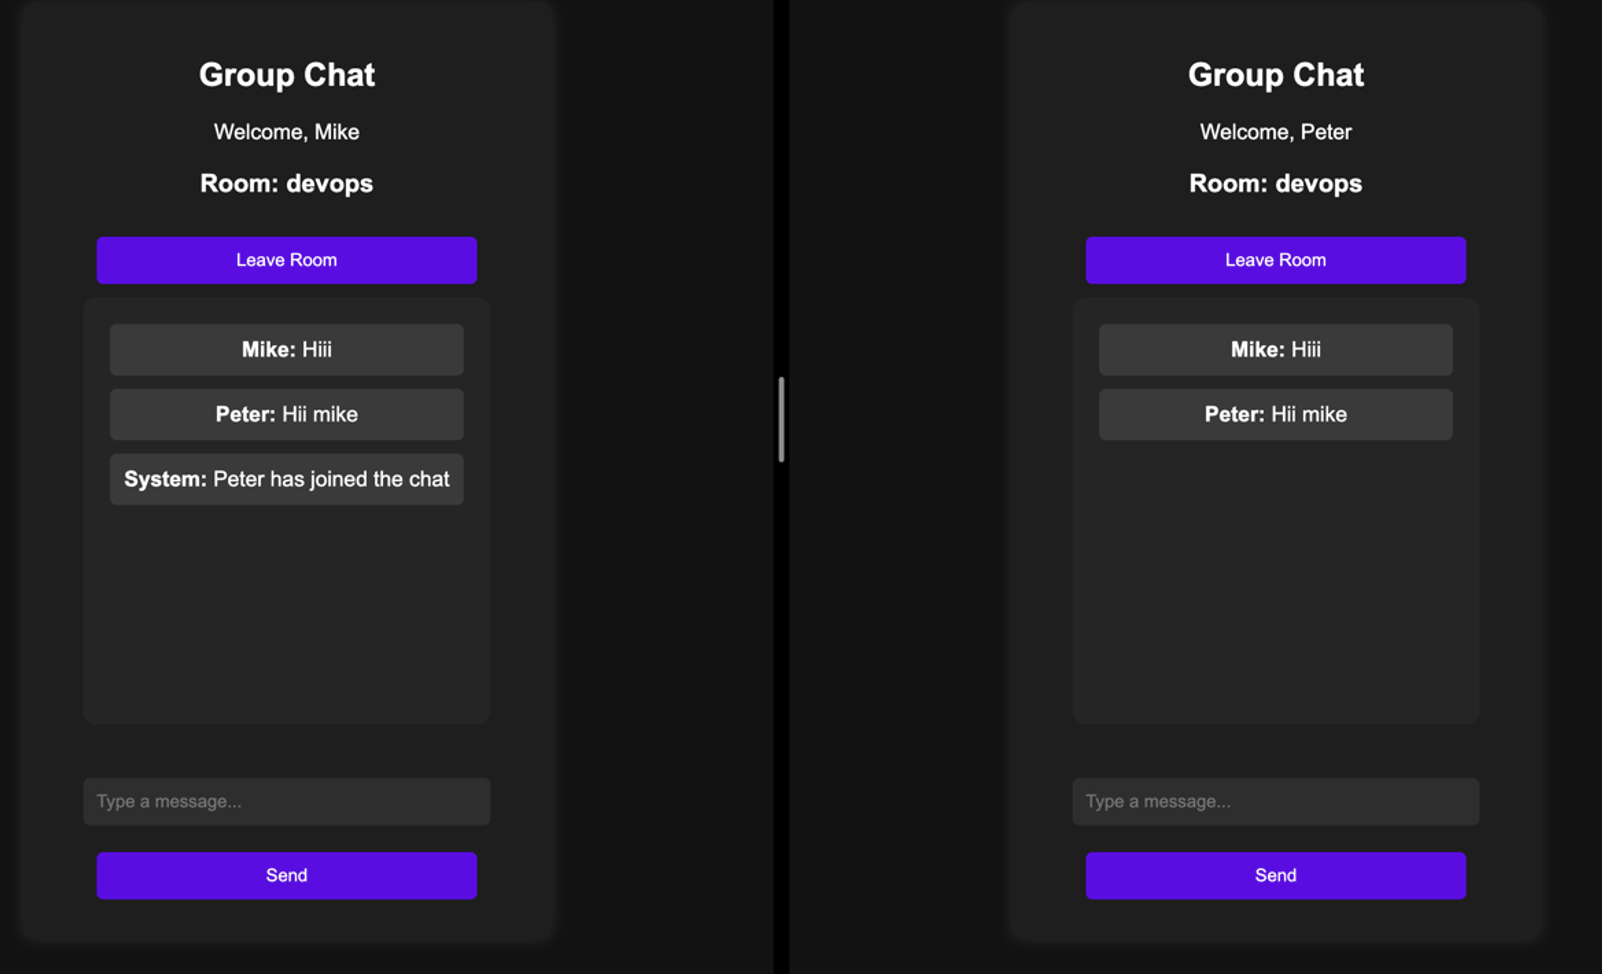 Group Chat
Welcome, Mike
Room: devops
Leave Room
Mike: Hiii
Peter: Hii mike
System: Peter has joined the chat
Type a message...
Send
Group Chat
Welcome, Peter
Room: devops
Leave Room
Mike: Hiii
Peter: Hii mike
Type a message...
Send